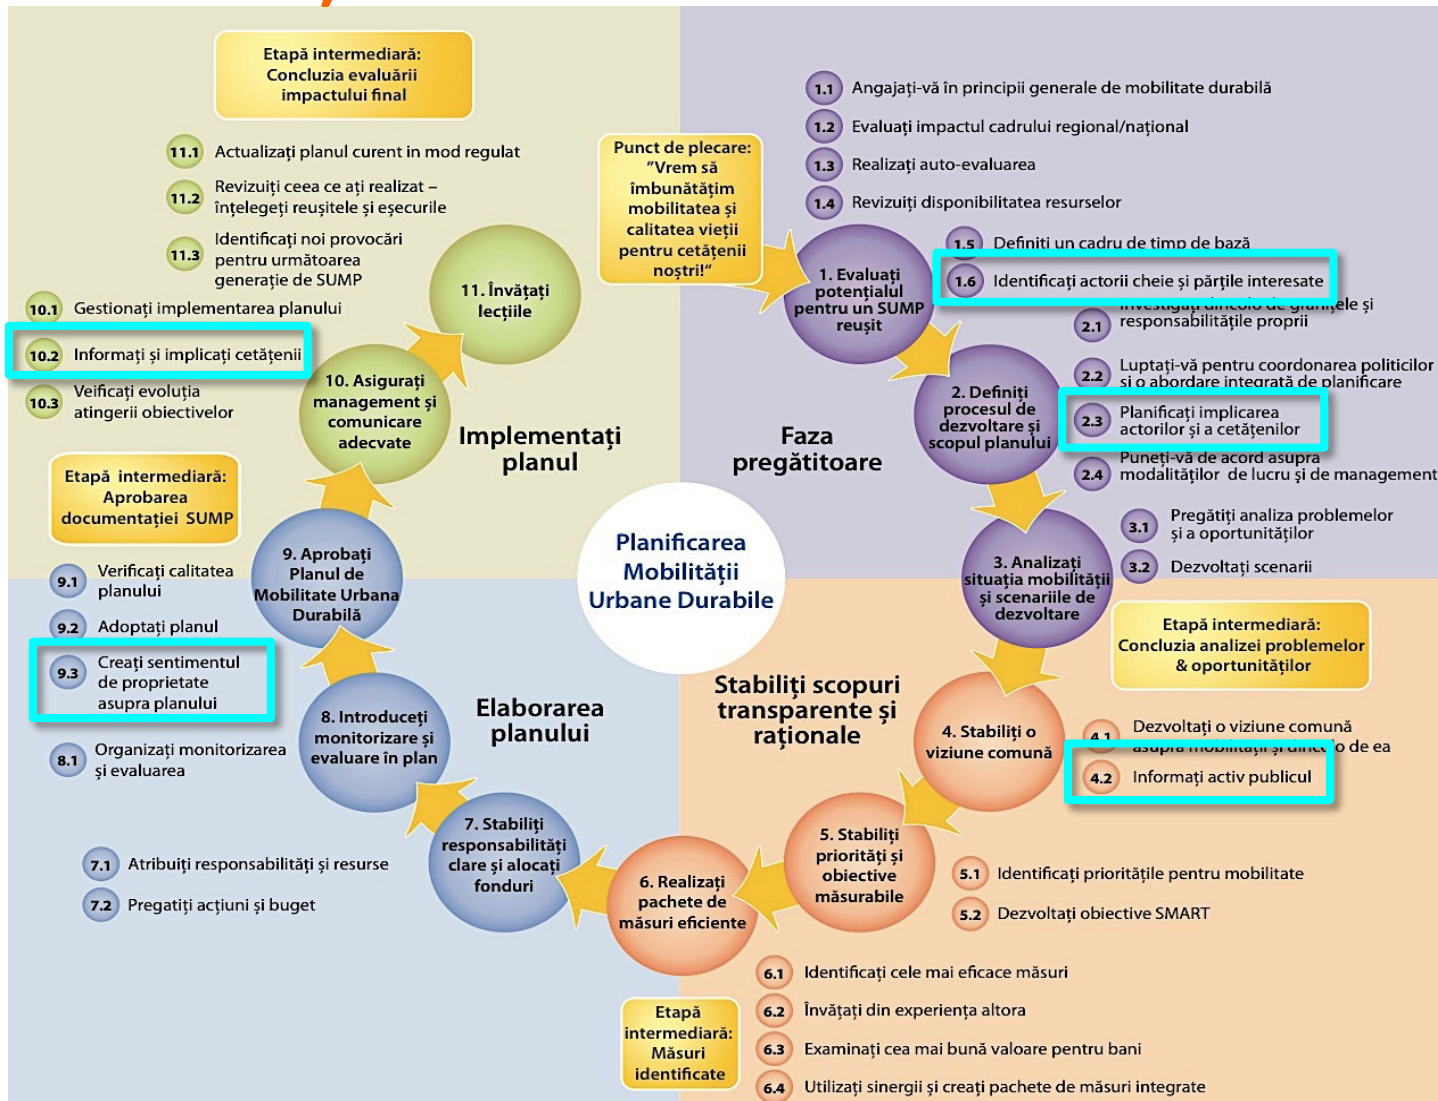 Etapă intermediară:
Concluzia evaluării
impactului final
11.1 Actualizați planul curent in mod regulat
11.2 Revizuiți ceea ce ați realizat –
înțelegeți reușitele și eșecurile
11.3 Identificați noi provocări
pentru următoarea
generație de SUMP
10.1 Gestionați implementarea planului
10.2 Informați și implicați cetățenii
10.3 Veificați evoluția
atingerii obiectivelor
11. Învățați
lecțiile
10. Asigurați
management și
comunicare
adecvate
Implementați
planul
Punct de plecare:
”Vrem să
îmbunătățim
mobilitatea și
calitatea vieții
pentru cetățenii
noștri!“
1.1 Angajați-vă în principii generale de mobilitate durabilă
1.2 Evaluați impactul cadrului regional/național
1.3 Realizați auto-evaluarea
1.4 Revizuiți disponibilitatea resurselor
1.5 Definiți un cadru de timp de bază
1.6 Identificați actorii cheie și părțile interesate
1. Evaluați
potențialul
pentru un SUMP
reușit
2.1 Investigați dincolo de granițele și
responsabilitățile proprii
2.2 Luptați-vă pentru coordonarea politicilor
și o abordare integrată de planificare
2.3 Planificați implicarea
actorilor și a cetățenilor
2.4 Puneți-vă de acord asupra
modalităților de lucru și de management
2. Definiți
procesul de
dezvoltare și
scopul planului
Faza
pregătitoare
3.1 Pregătiți analiza problemelor
și a oportunităților
3.2 Dezvoltați scenarii
3. Analizați
situația mobilității
și scenariile de
dezvoltare
Etapă intermediară:
Concluzia analizei problemelor
& oportunităților
Planificarea
Mobilității
Urbane Durabile
Etapă intermediară:
Aprobarea
documentației SUMP
9. Aprobați
Planul de
Mobilitate Urbana
Durabilă
9.1 Verificați calitatea
planului
9.2 Adoptați planul
9.3 Creați sentimentul
de proprietate
asupra planului
8.1 Organizați monitorizarea
și evaluarea
8. Introduceți
monitorizare și
evaluare în plan
Elaborarea
planului
Stabiliți scopuri
transparente și
raționale
4. Stabiliți o
viziune comună
4.1 Dezvoltați o viziune comună
asupra mobilității și dincolo de ea
4.2 Informați activ publicul
7. Stabiliți
responsabilități
clare și alocați
fonduri
7.1 Atribuiți responsabilități și resurse
7.2 Pregatiți acțiuni și buget
6. Realizați
pachete de
măsuri eficiente
5. Stabiliți
priorități și
obiective
măsurabile
5.1 Identificați prioritățile pentru mobilitate
5.2 Dezvoltați obiective SMART
Etapă
intermediară:
Măsuri
identificate
6.1 Identificați cele mai eficace măsuri
6.2 Învățați din experiența altora
6.3 Examinați cea mai bună valoare pentru bani
6.4 Utilizați sinergii și creați pachete de măsuri integrate